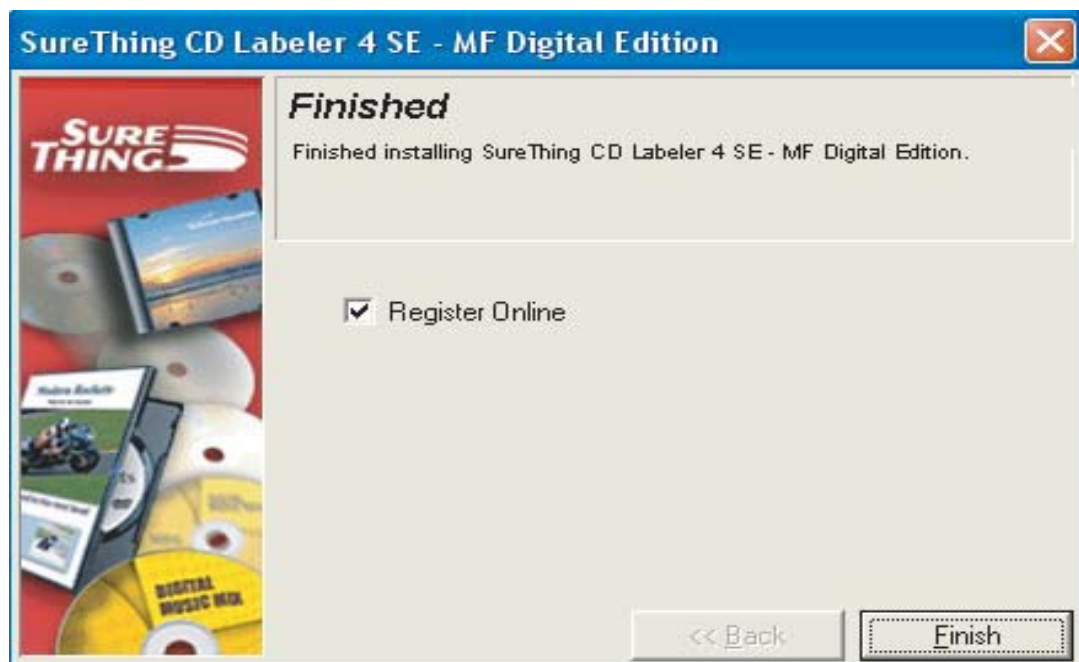 SureThing CD Labeler 4 SE - MF Digital Edition
SURE
THING
Finished
Finished installing SureThing CD Labeler 4 SE - MF Digital Edition.
Register Online
DIGITAL
MUSIC MIX
<< Back
Finish